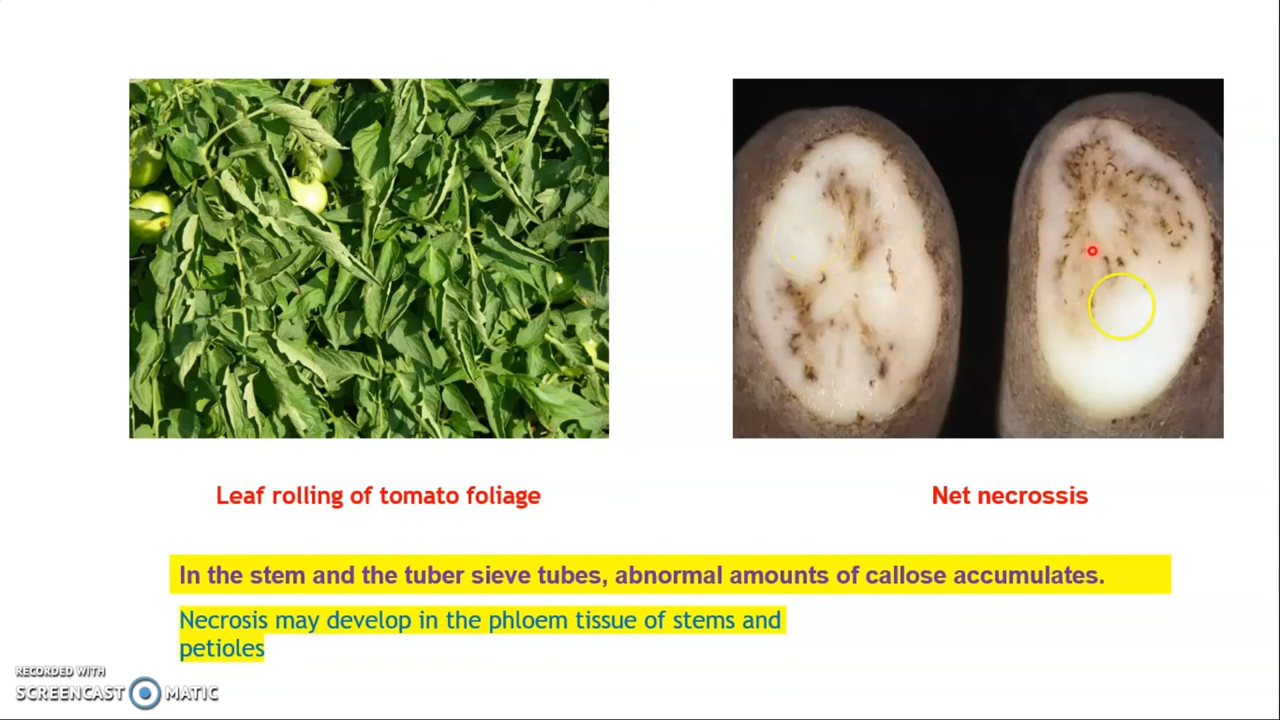 Leaf rolling of tomato foliage
Net necrossis
In the stem and the tuber sieve tubes, abnormal amounts of callose accumulates.
Necrosis may develop in the phloem tissue of stems and
petioles
RECORDED WITH
SCREENCAST MATIC